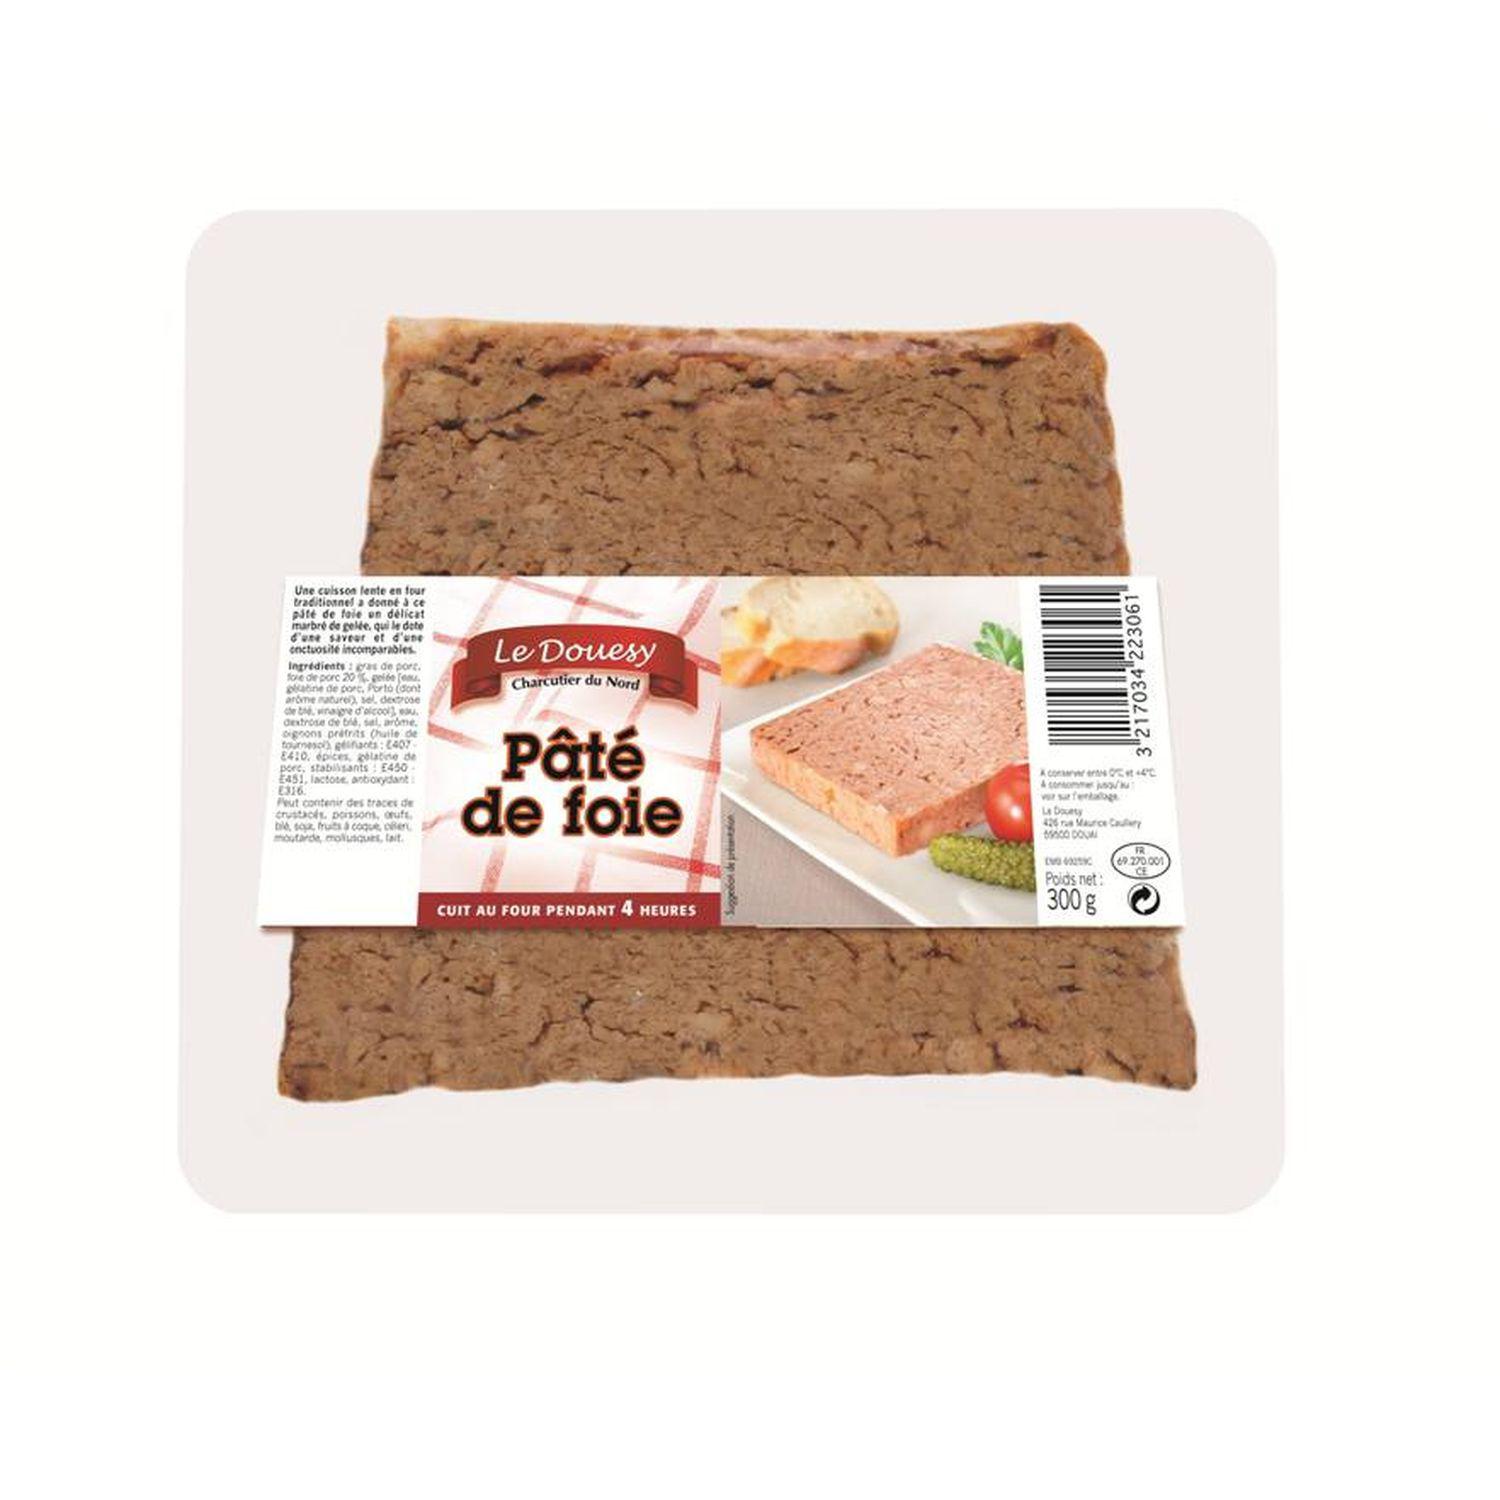 Une cuisson lente en four
traditionnel a donné à ce
pâté de foie un délicat
marbré de gelée, qui le dote
d'une saveur et d'une
onctuosité incomparables.
Ingrédients : gras de porc,
foie de porc 20 %, gelée [eau,
gélatine de porc, Porto (dont
arôme naturel), sel, dextrose
de blé, vinaigre d'alcool], eau,
dextrose de blé, sel, arôme,
oignons préfrits (huile de
tournesol), gélifiants : E407 -
E410, épices, gélatine de
porc, stabilisants : E450 -
E451, lactose, antioxydant :
E316.
Peut contenir des traces de
crustacés, poissons, œufs,
blé, soja, fruits à coque, céleri,
moutarde, mollusques, lait.
Le Douesy
Charcutier du Nord
Pâté
de foie
CUIT AU FOUR PENDANT 4 HEURES
Suggestion de présentation
3 217034 223061
A conserver entre 0°C et +4°C.
A consommer jusqu'au :
voir sur l'emballage.
Le Douesy
426 rue Maurice Caullery
59500 DOUAI
EMB 69259C
FR
69.270.001
CE
Poids net :
300 g